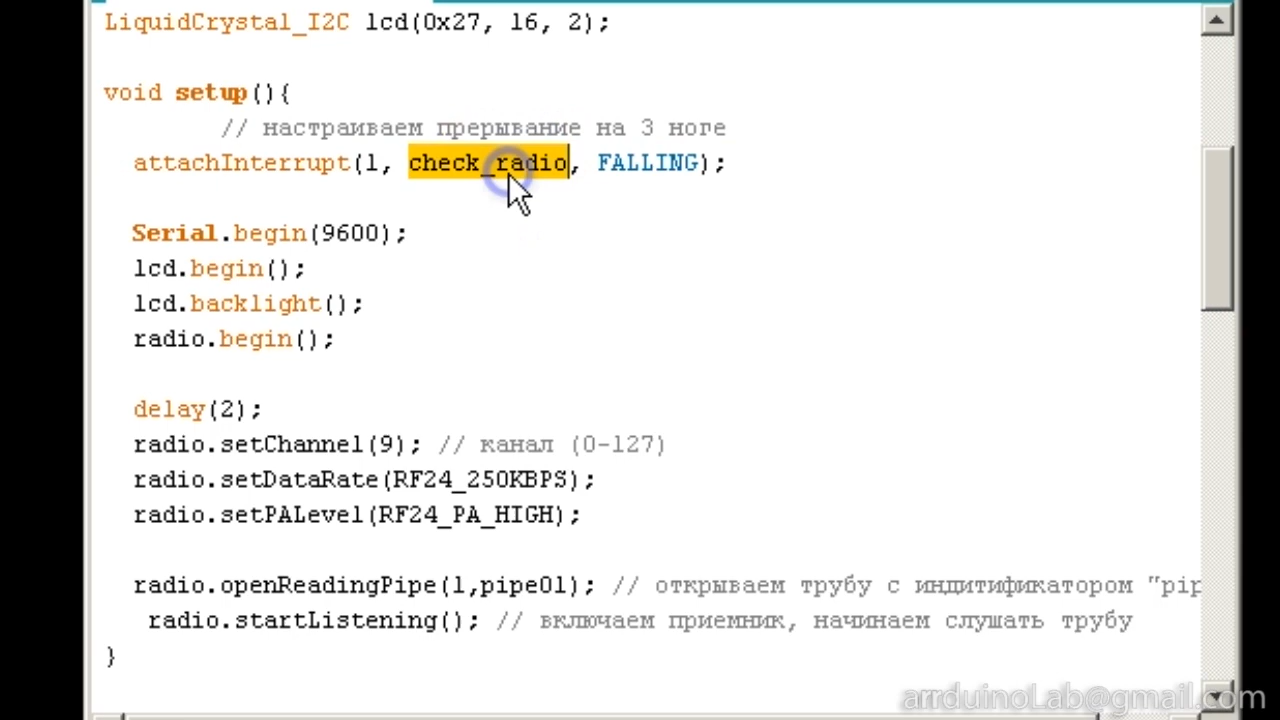 LiquidCrystal_I2C lcd(0x27, 16, 2);
void setup(){
// настраиваем прерывание на 3 ноге
attachInterrupt(1, check_radio, FALLING);
Serial.begin(9600);
lcd.begin();
lcd.backlight();
radio.begin();
delay(2);
radio.setChannel(9); // канал (0-127)
radio.setDataRate(RF24_250KBPS);
radio.setPALevel(RF24_PA_HIGH);
radio.openReadingPipe(1,pipe01); // открываем трубу с индитификатором "pip
radio.startListening(); // включаем приемник, начинаем слушать трубу
}
arrduinoLab@gmail.com